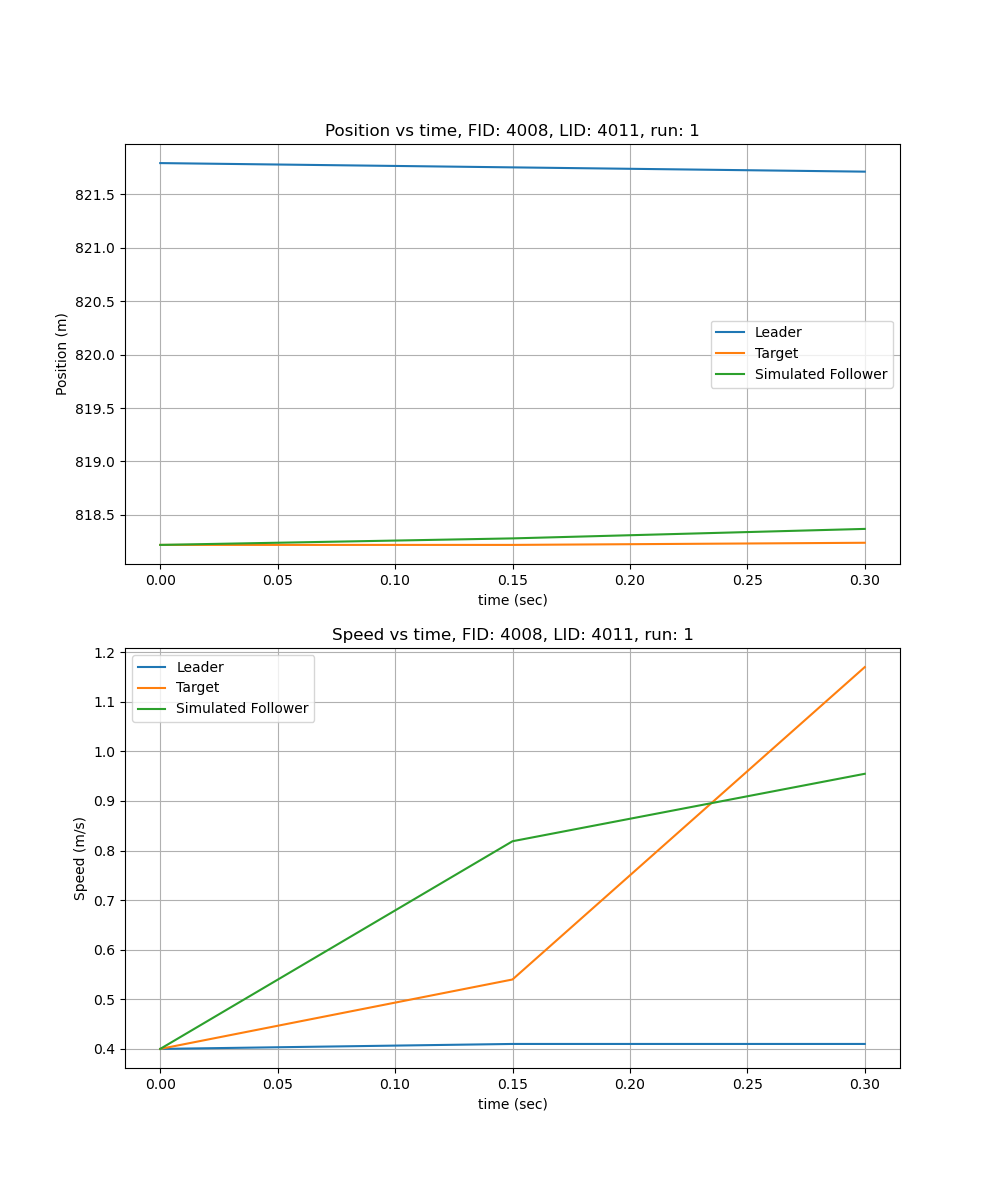 Position vs time, FID: 4008, LID: 4011, run: 1
Position (m)
821.5
821.0
820.5
820.0
819.5
819.0
818.5
Leader
Target
Simulated Follower
0.00 0.05 0.10 0.15 0.20 0.25 0.30
time (sec)
Speed vs time, FID: 4008, LID: 4011, run: 1
Speed (m/s)
1.2
1.1
1.0
0.9
0.8
0.7
0.6
0.5
0.4
Leader
Target
Simulated Follower
0.00 0.05 0.10 0.15 0.20 0.25 0.30
time (sec)